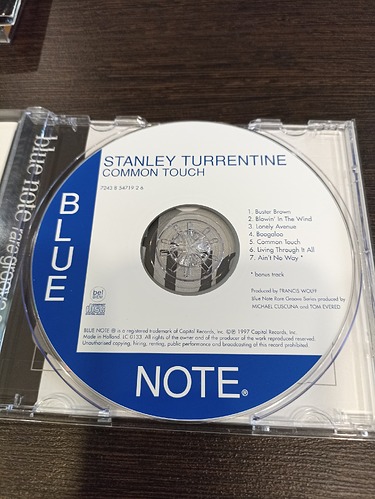 STANLEY TURRENTINE
COMMON TOUCH
7243 8 54719 2 6
1. Buster Brown
2. Blowin' In The Wind
3. Lonely Avenue
4. Boogaloo
5. Common Touch
6. Living Through It All
7. Ain't No Way *
* bonus track
Produced by FRANCIS WOLFF
Blue Note Rare Groove Series produced by
MICHAEL CUSCUNA and TOM EVERED.
BLUE NOTE ® is a registered trademark of Capitol Records, Inc. ©℗ 1997 Capitol Records, Inc.
Made in Holland. LC 0133. All rights of the owner and of the producer of the work reproduced reserved.
Unauthorised copying, hiring, renting, public performance and broadcasting of this record prohibited.
BLUE
NOTE®
blue note